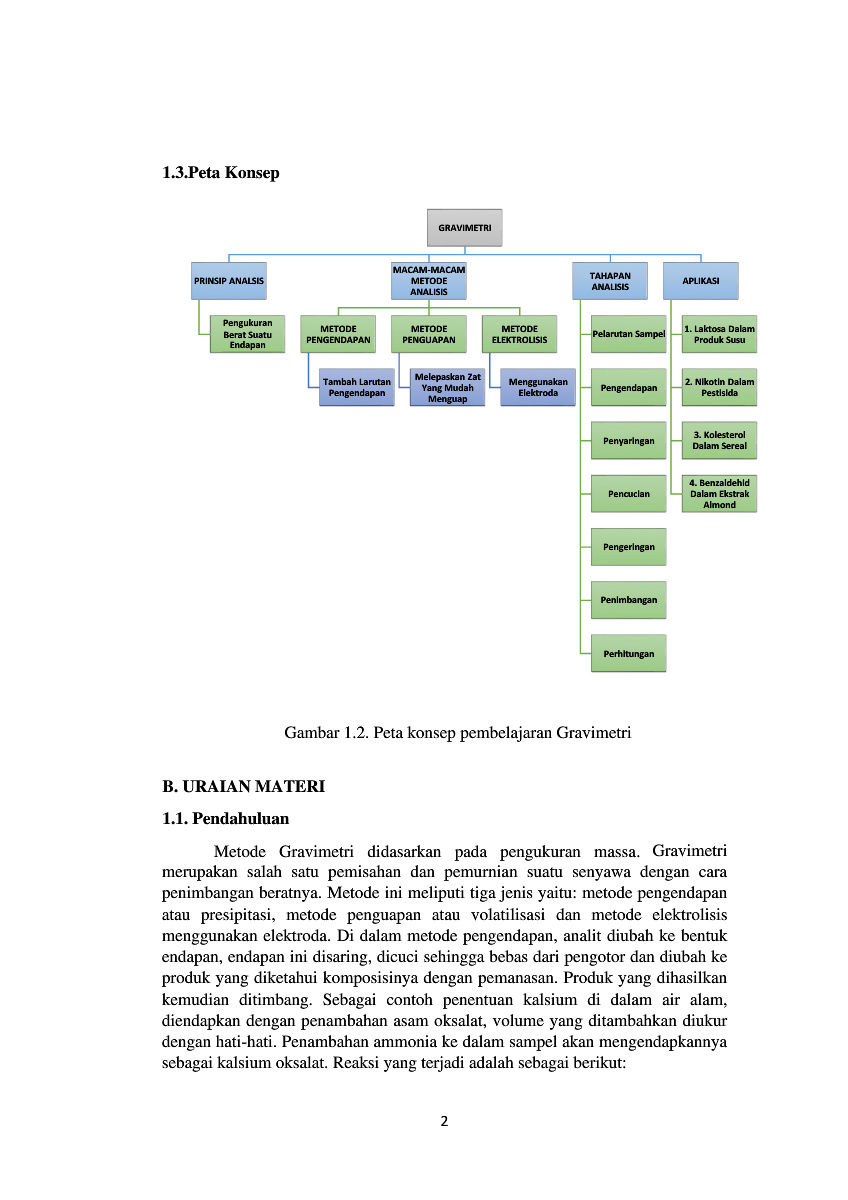 1.3.Peta Konsep
GRAVIMETRI
PRINSIP ANALSIS
Pengukuran
Berat Suatu
Endapan
MACAM-MACAM
METODE
ANALISIS
METODE
PENGENDAPAN
Tambah Larutan
Pengendapan
METODE
PENGUAPAN
Melepaskan Zat
Yang Mudah
Menguap
METODE
ELEKTROLISIS
Menggunakan
Elektroda
TAHAPAN
ANALISIS
Pelarutan Sampel
Pengendapan
Penyaringan
Pencucian
Pengeringan
Penimbangan
Perhitungan
APLIKASI
1. Laktosa Dalam
Produk Susu
2. Nikotin Dalam
Pestisida
3. Kolesterol
Dalam Sereal
4. Benzaldehid
Dalam Ekstrak
Almond
Gambar 1.2. Peta konsep pembelajaran Gravimetri
B. URAIAN MATERI
1.1. Pendahuluan
Metode Gravimetri didasarkan pada pengukuran massa. Gravimetri
merupakan salah satu pemisahan dan pemurnian suatu senyawa dengan cara
penimbangan beratnya. Metode ini meliputi tiga jenis yaitu: metode pengendapan
atau presipitasi, metode penguapan atau volatilisasi dan metode elektrolisis
menggunakan elektroda. Di dalam metode pengendapan, analit diubah ke bentuk
endapan, endapan ini disaring, dicuci sehingga bebas dari pengotor dan diubah ke
produk yang diketahui komposisinya dengan pemanasan. Produk yang dihasilkan
kemudian ditimbang. Sebagai contoh penentuan kalsium di dalam air alam,
diendapkan dengan penambahan asam oksalat, volume yang ditambahkan diukur
dengan hati-hati. Penambahan ammonia ke dalam sampel akan mengendapkannya
sebagai kalsium oksalat. Reaksi yang terjadi adalah sebagai berikut:
2